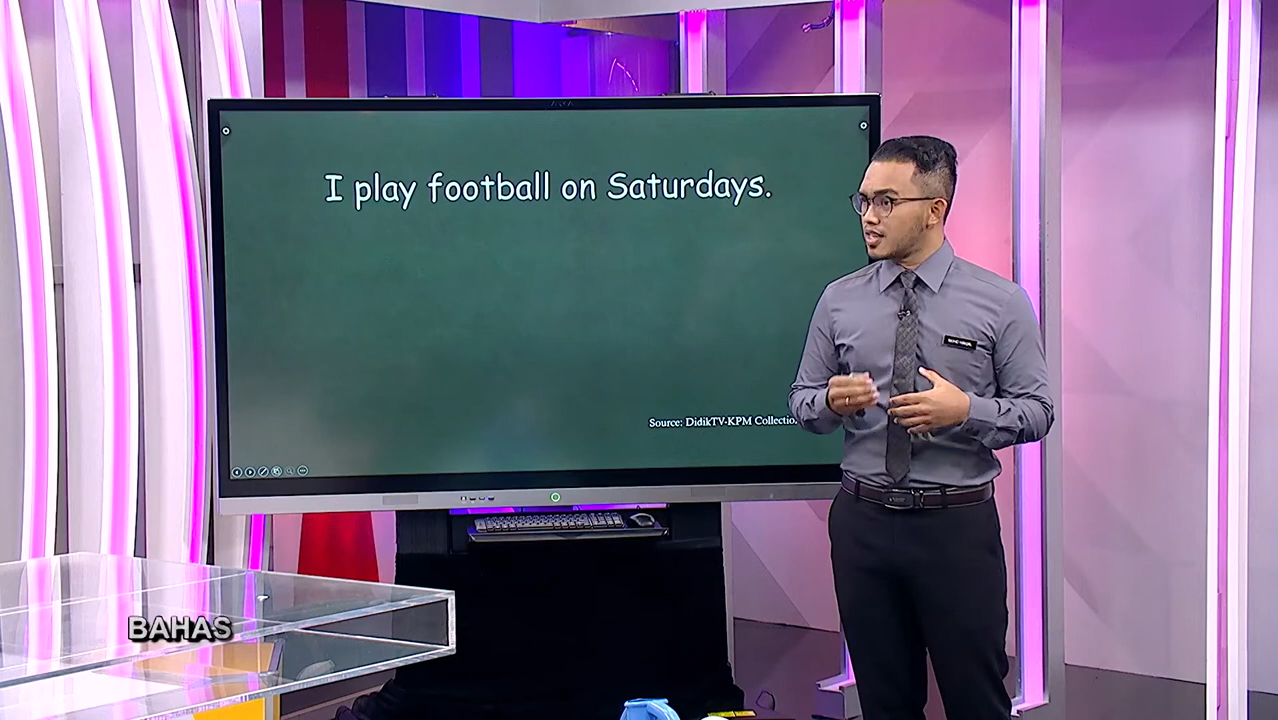 I play football on Saturdays.
Source: DidikTV-KPM Collectio
BAHAS